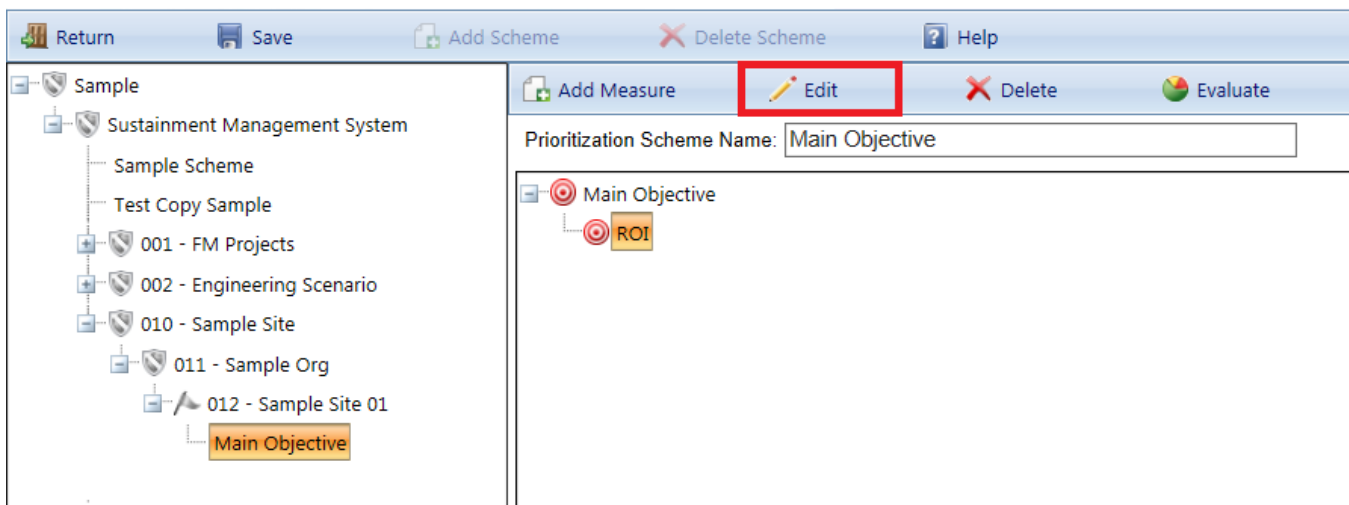 Return Save Add Scheme Delete Scheme Help
Sample
Sustainment Management System
Sample Scheme
Test Copy Sample
001 - FM Projects
002 - Engineering Scenario
010 - Sample Site
011 - Sample Org
012 - Sample Site 01
Main Objective
Add Measure Edit Delete Evaluate
Prioritization Scheme Name: Main Objective
Main Objective
ROI